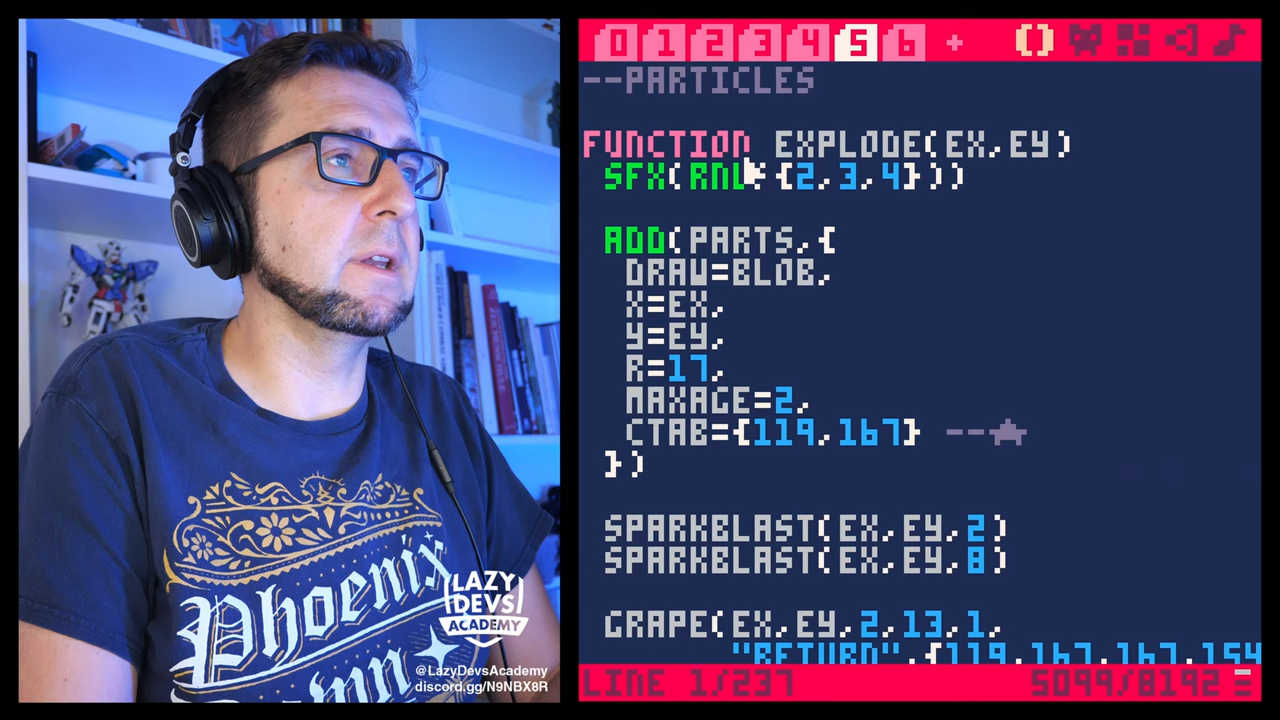 0 1 2 3 4 5 6 + ()
--PARTICLES
FUNCTION EXPLODE(EX,EY)
SFX(RND({2,3,4}))
ADD(PARTS,{
DRAW=BLOB,
X=EX,
Y=EY,
R=17,
MAXAGE=2,
CTAB={119,167} --
})
SPARKBLAST(EX,EY,2)
SPARKBLAST(EX,EY,8)
GRAPE(EX,EY,2,13,1,
"RETURN",{119,167,167,154
LINE 1/237
5099/8192
Phoenix
Down
LAZY
DEVS
ACADEMY
@LazyDevsAcademy
discord.gg/N9NBX8R